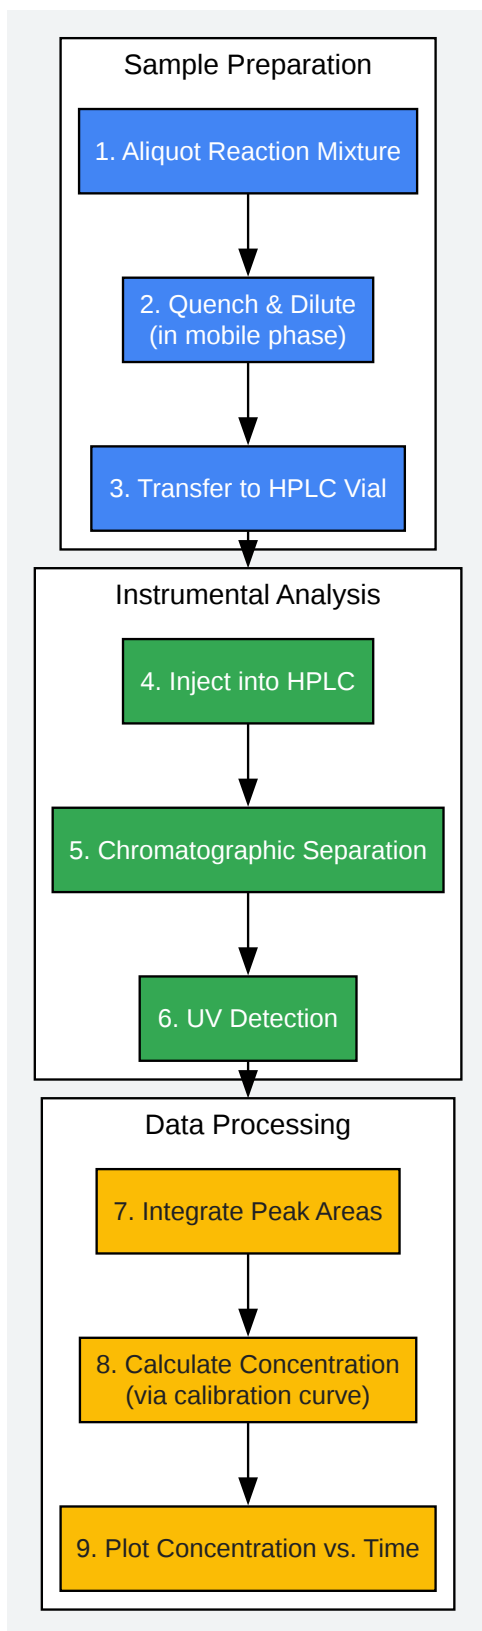 Sample Preparation
1. Aliquot Reaction Mixture
2. Quench & Dilute
(in mobile phase)
3. Transfer to HPLC Vial
Instrumental Analysis
4. Inject into HPLC
5. Chromatographic Separation
6. UV Detection
Data Processing
7. Integrate Peak Areas
8. Calculate Concentration
(via calibration curve)
9. Plot Concentration vs. Time